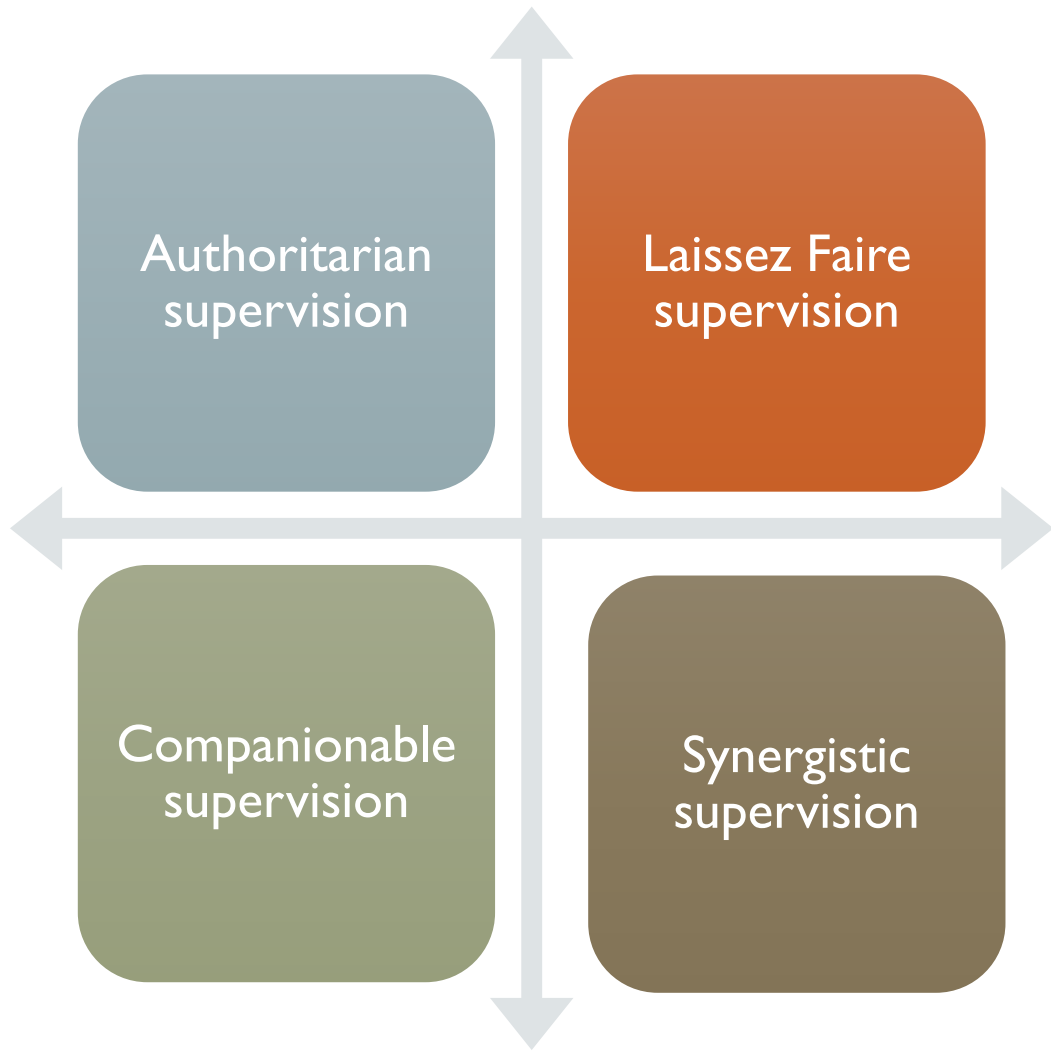 Authoritarian
supervision
Laissez Faire
supervision
Companionable
supervision
Synergistic
supervision